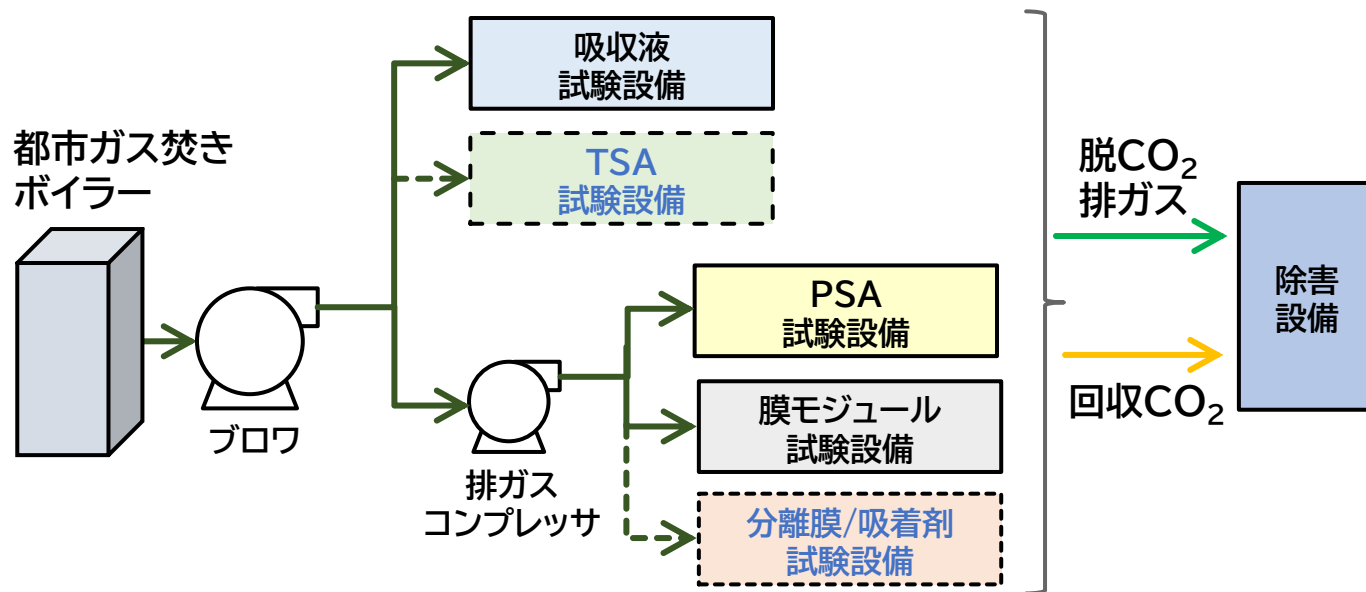 都市ガス焚き
ボイラー
ブロワ
吸収液
試験設備
TSA
試験設備
排ガス
コンプレッサ
PSA
試験設備
膜モジュール
試験設備
分離膜/吸着剤
試験設備
脱CO₂
排ガス
回収CO₂
除害
設備